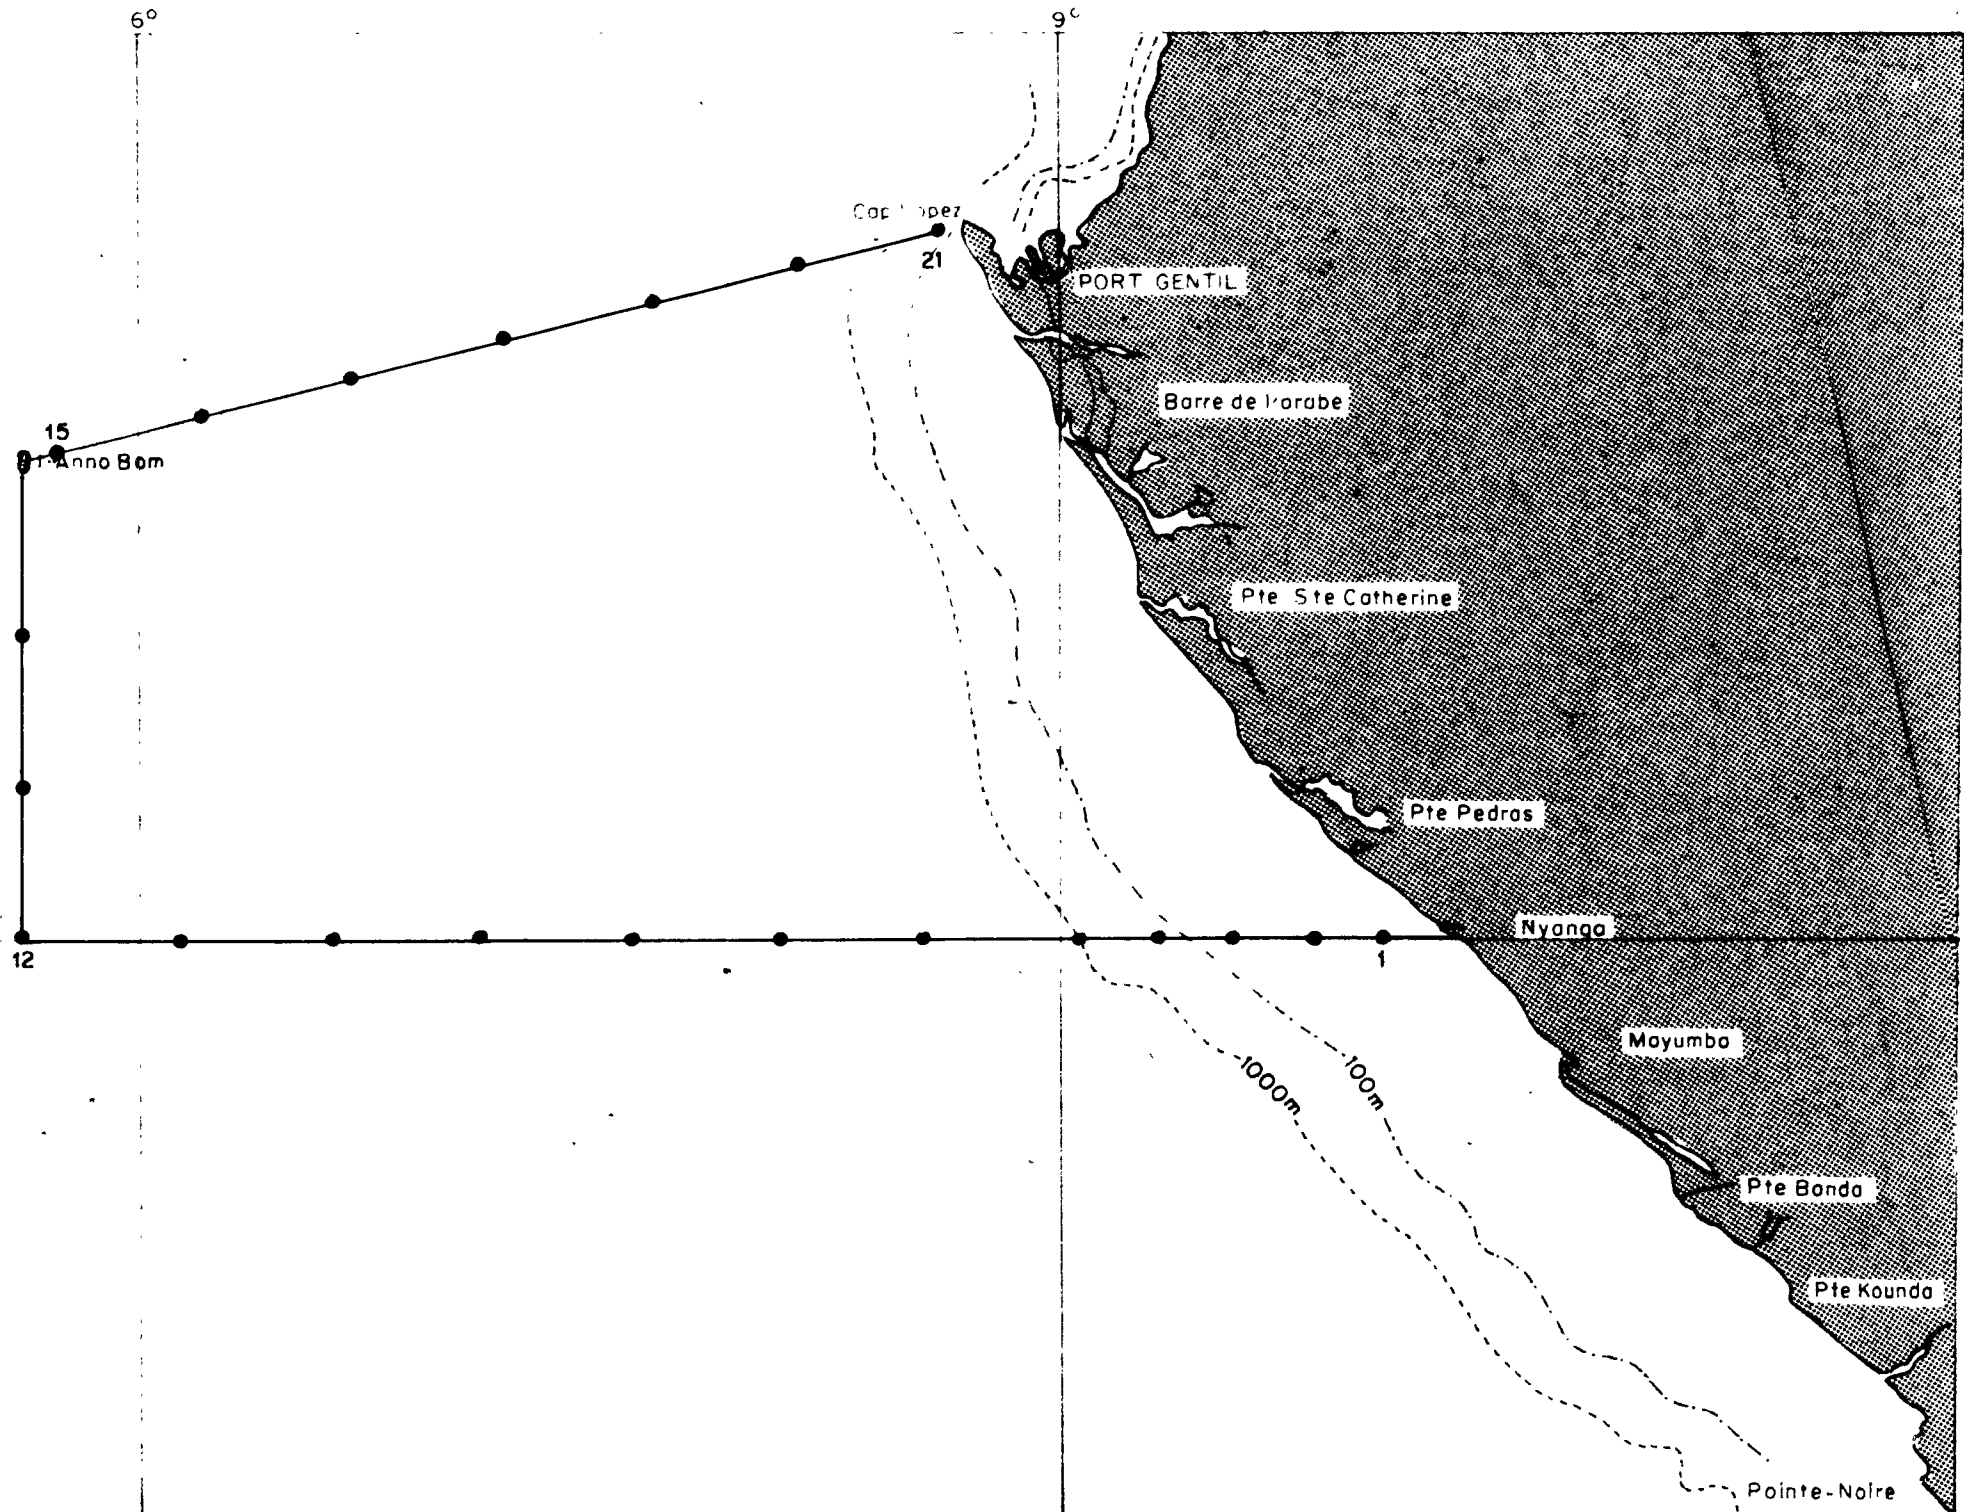 6°
9°
Cap Lopez
21
PORT GENTIL
Barre de
15
Anno Bom
Pte Ste Catherine
Pte Pedras
Nyanga
12
1
Mayumba
1000m
100m
Pte Banda
Pte Kounda
Pointe-Noire